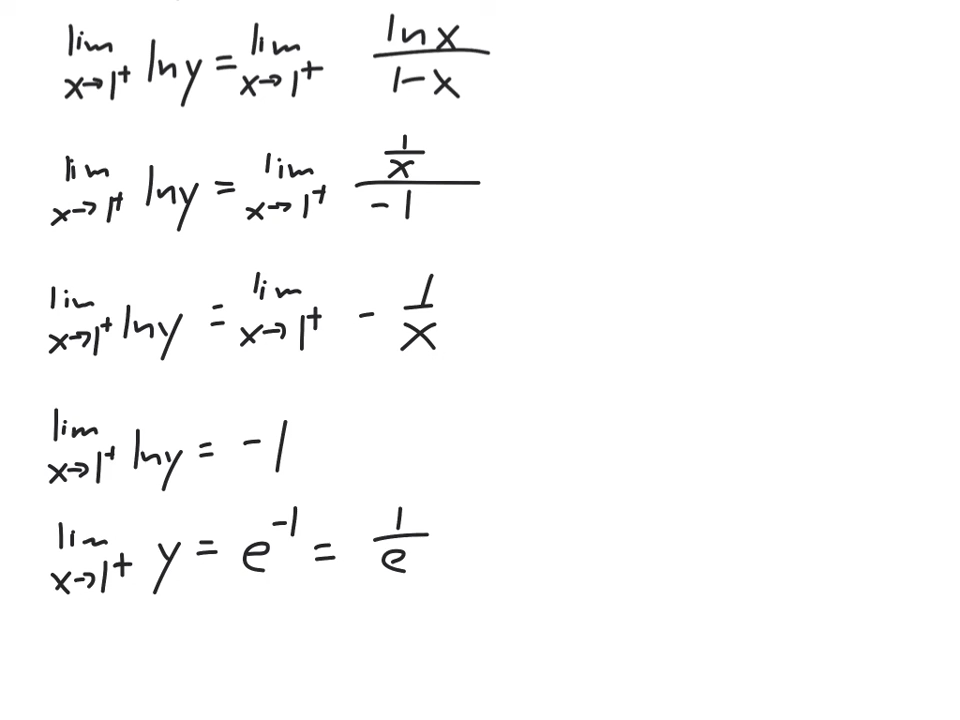 lim x→1⁺ ln y = lim x→1⁺ ln x / 1-x
lim x→1⁺ ln y = lim x→1⁺ (1/x) / -1
lim x→1⁺ ln y = lim x→1⁺ - 1/x
lim x→1⁺ ln y = -1
lim x→1⁺ y = e⁻¹ = 1/e